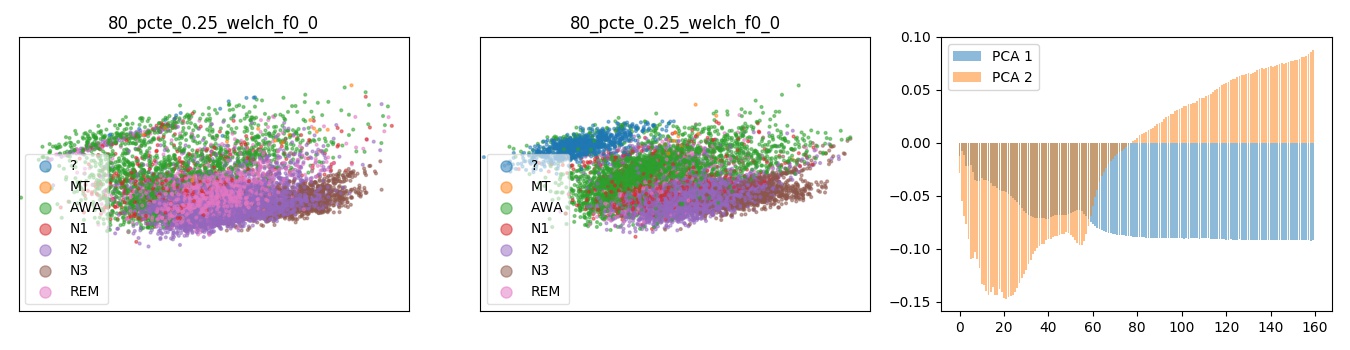 80_pcte_0.25_welch_f0_0
?
MT
AWA
N1
N2
N3
REM
80_pcte_0.25_welch_f0_0
?
MT
AWA
N1
N2
N3
REM
PCA 1
PCA 2
0.10
0.05
0.00
−0.05
−0.10
−0.15
0 20 40 60 80 100 120 140 160